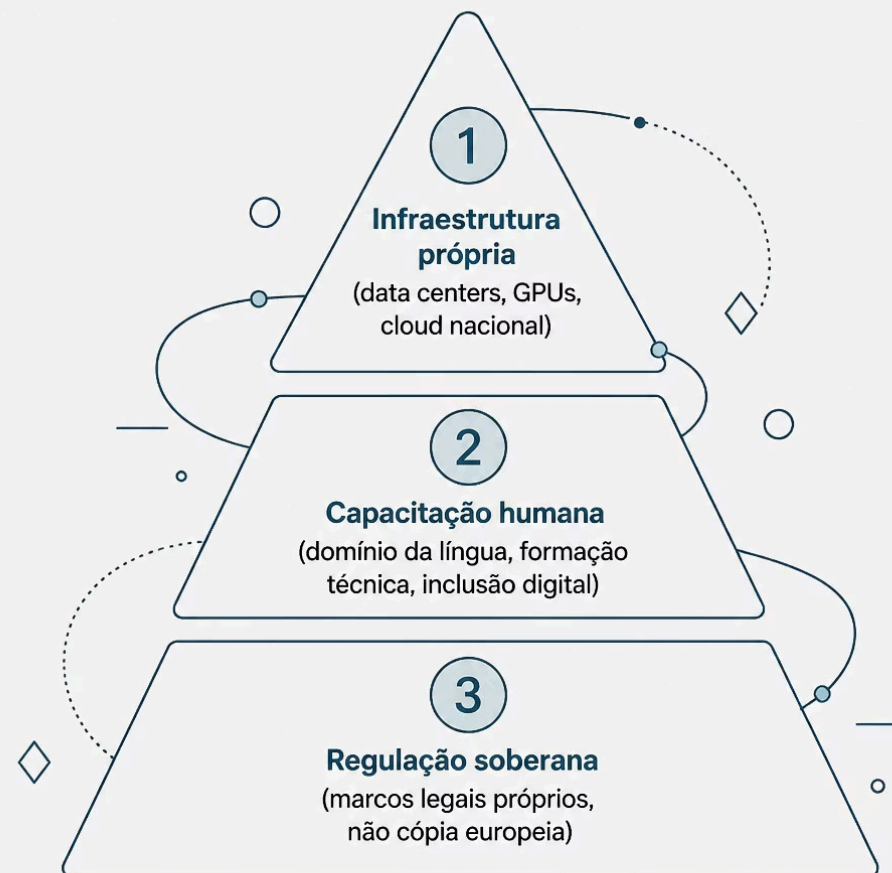 1
Infraestrutura
própria
(data centers, GPUs,
cloud nacional)
2
Capacitação humana
(domínio da língua, formação
técnica, inclusão digital)
3
Regulação soberana
(marcos legais próprios,
não cópia europeia)